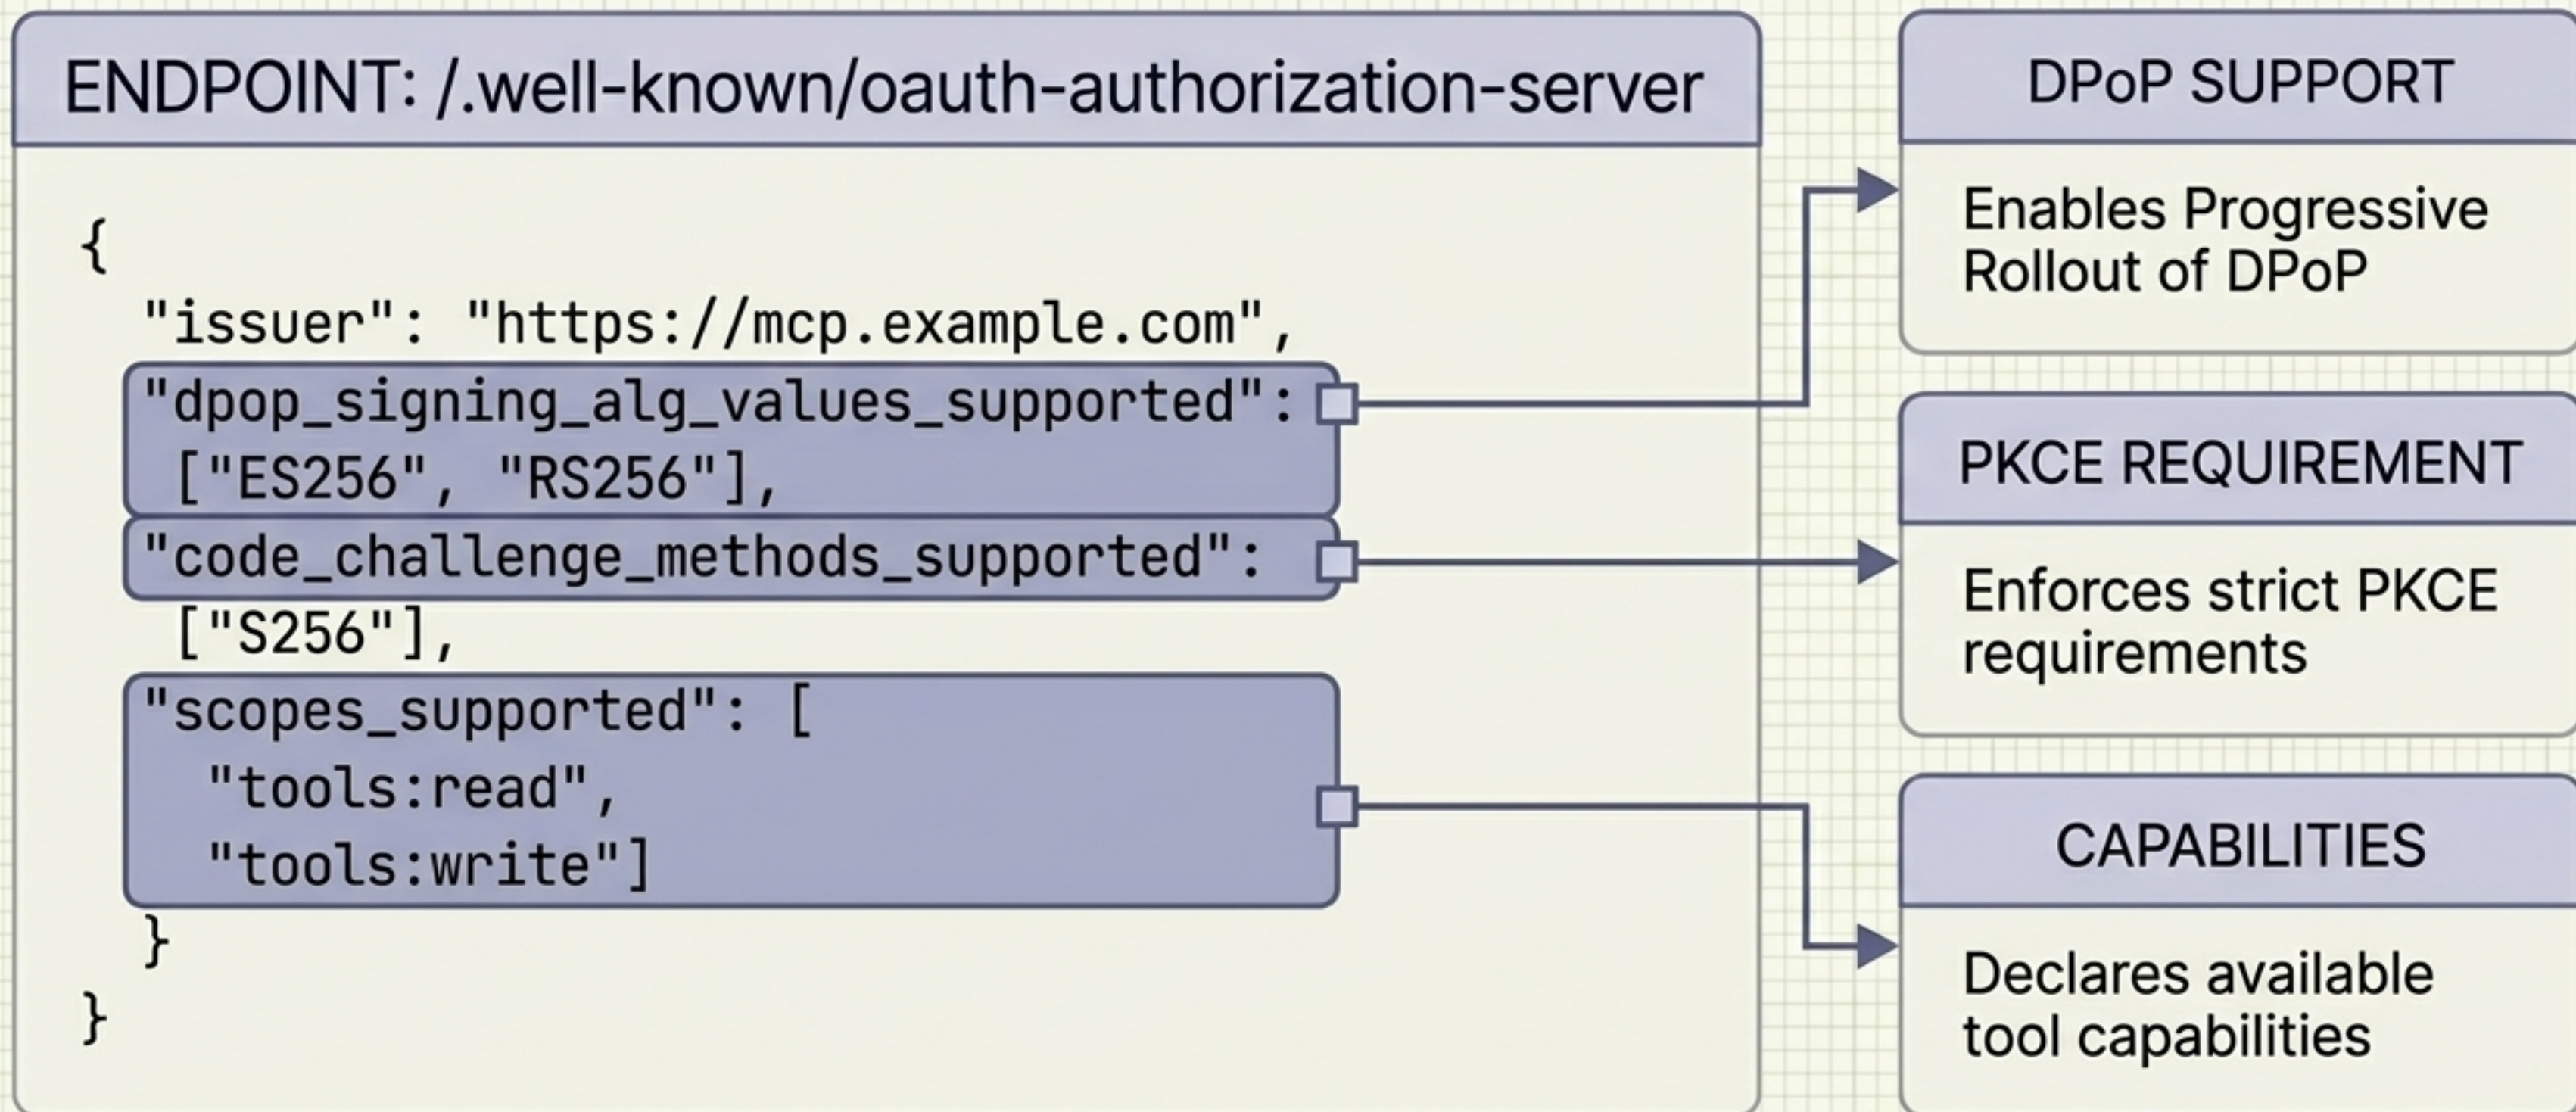 ENDPOINT: /.well-known/oauth-authorization-server
{
"issuer": "https://mcp.example.com",
"dpop_signing_alg_values_supported":
["ES256", "RS256"],
"code_challenge_methods_supported":
["S256"],
"scopes_supported": [
"tools:read",
"tools:write"]
}
}
DPoP SUPPORT
Enables Progressive
Rollout of DPoP
PKCE REQUIREMENT
Enforces strict PKCE
requirements
CAPABILITIES
Declares available
tool capabilities